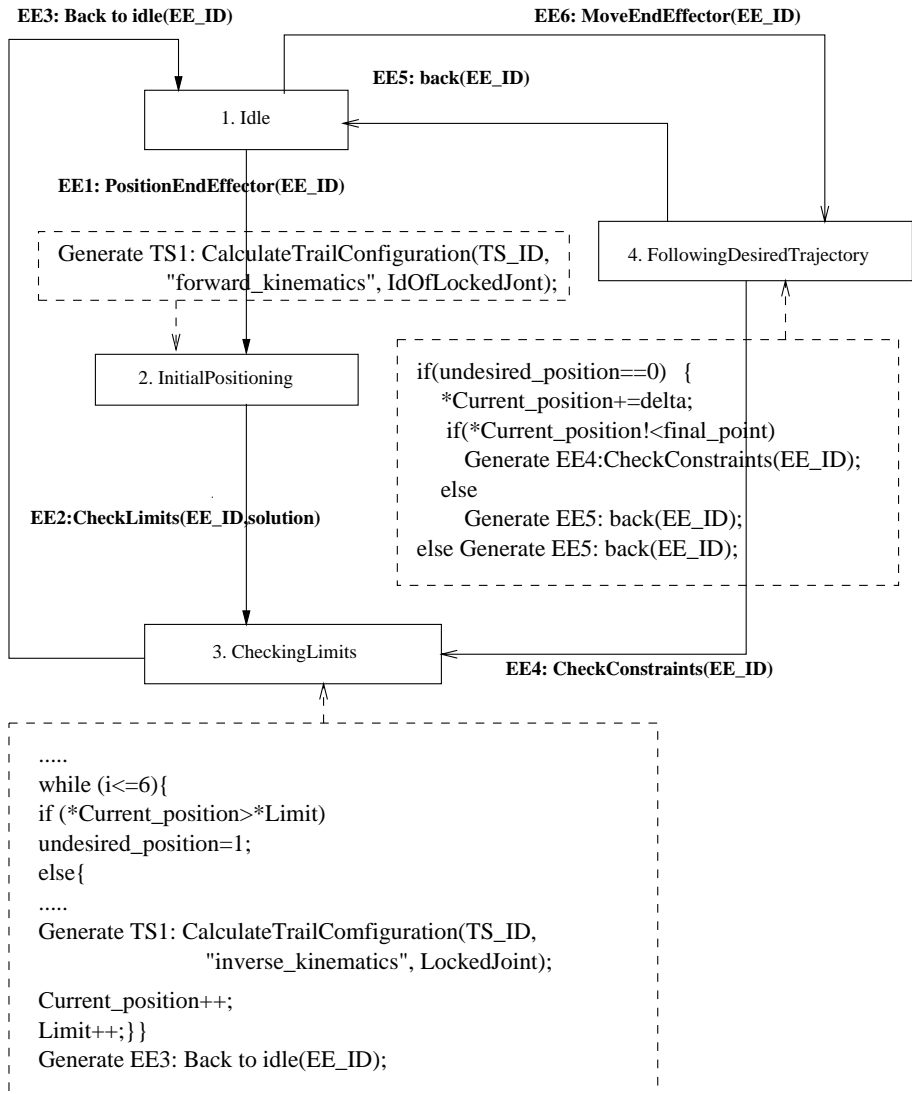 EE3: Back to idle(EE_ID)
EE6: MoveEndEffector(EE_ID)
EE5: back(EE_ID)
1. Idle
EE1: PositionEndEffector(EE_ID)
Generate TS1: CalculateTrailConfiguration(TS_ID,
"forward_kinematics", IdOfLockedJont);
4. FollowingDesiredTrajectory
2. InitialPositioning
if(undesired_position==0) {
*Current_position+=delta;
if(*Current_position!<final_point)
Generate EE4:CheckConstraints(EE_ID);
else
Generate EE5: back(EE_ID);
else Generate EE5: back(EE_ID);
EE2:CheckLimits(EE_ID,solution)
3. CheckingLimits
EE4: CheckConstraints(EE_ID)
.....
while (i<=6){
if (*Current_position>*Limit)
undesired_position=1;
else{
.....
Generate TS1: CalculateTrailComfiguration(TS_ID,
"inverse_kinematics", LockedJoint);
Current_position++;
Limit++;}}
Generate EE3: Back to idle(EE_ID);